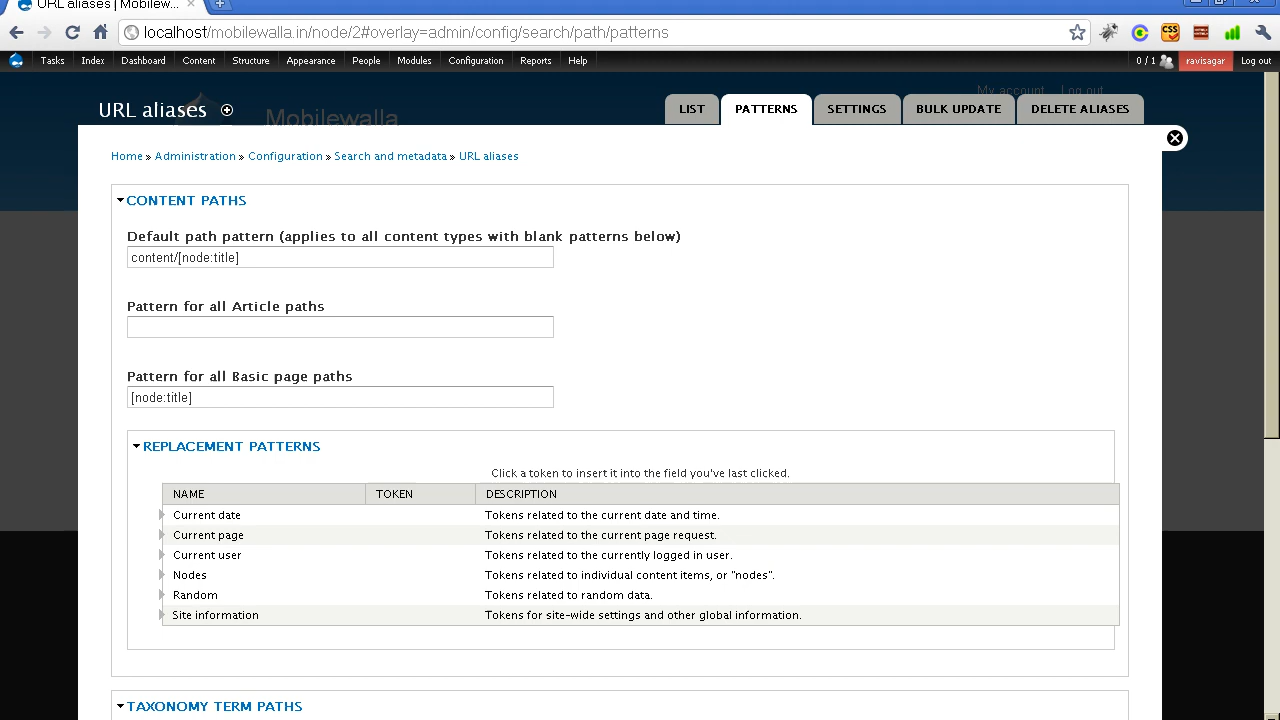 URL aliases | Mobilew...
localhost/mobilewalla.in/node/2#overlay=admin/config/search/path/patterns
CSS
Tasks Index Dashboard Content Structure Appearance People Modules Configuration Reports Help 0 / 1 ravisagar Log out
My account Log out
Mobilewalla
URL aliases
LIST PATTERNS SETTINGS BULK UPDATE DELETE ALIASES
Home » Administration » Configuration » Search and metadata » URL aliases
CONTENT PATHS
Default path pattern (applies to all content types with blank patterns below)
content/[node:title]
Pattern for all Article paths
Pattern for all Basic page paths
[node:title]
REPLACEMENT PATTERNS
Click a token to insert it into the field you've last clicked.
NAME TOKEN DESCRIPTION
Current date Tokens related to the current date and time.
Current page Tokens related to the current page request.
Current user Tokens related to the currently logged in user.
Nodes Tokens related to individual content items, or "nodes".
Random Tokens related to random data.
Site information Tokens for site-wide settings and other global information.
TAXONOMY TERM PATHS